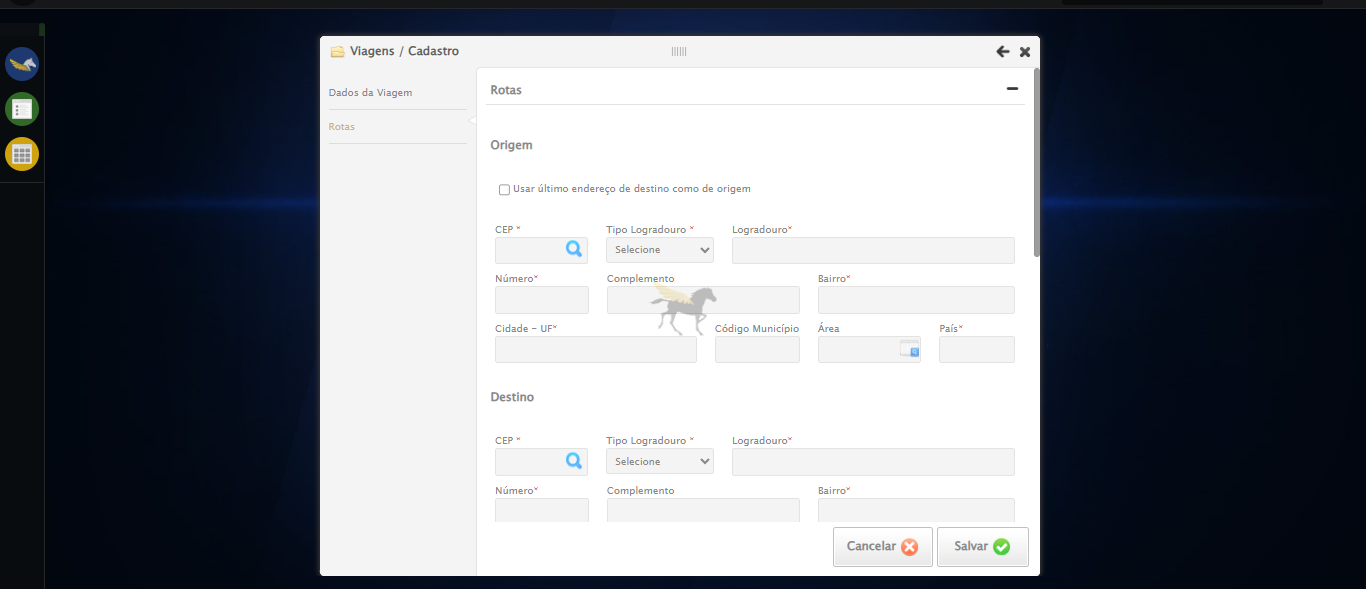 Viagens / Cadastro
Dados da Viagem
Rotas
Rotas
Origem
Usar último endereço de destino como de origem
CEP * Tipo Logradouro * Logradouro*
Selecione
Número* Complemento Bairro*
Cidade - UF* Código Município Área País*
Destino
CEP * Tipo Logradouro * Logradouro*
Selecione
Número* Complemento Bairro*
Cancelar Salvar